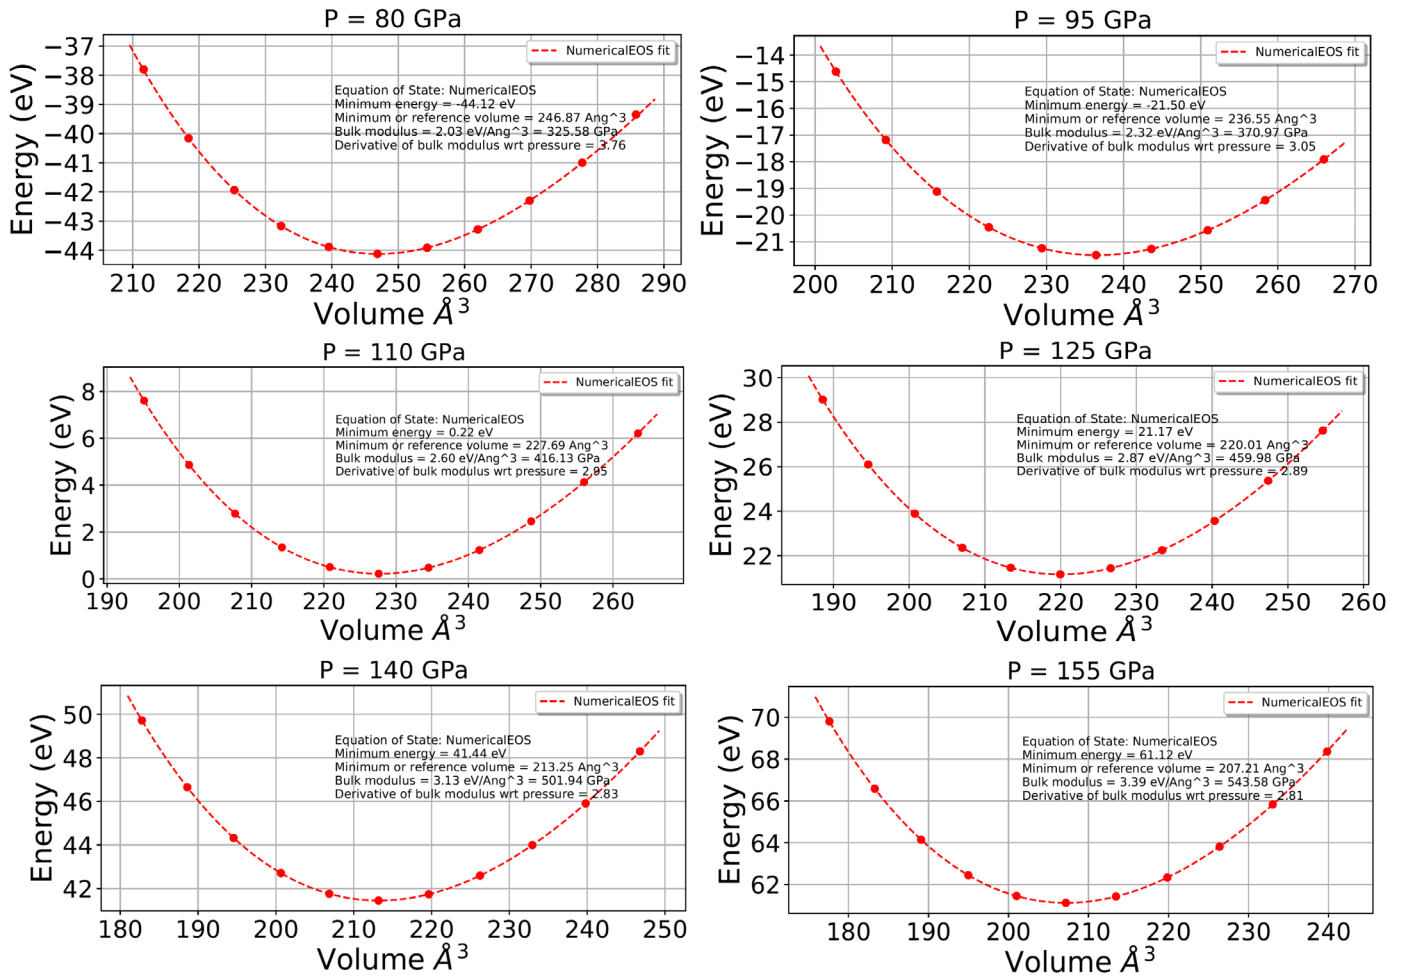 P = 80 GPa
Energy (eV)
−37
−38
−39
−40
−41
−42
−43
−44
NumericalEOS fit
Equation of State: NumericalEOS
Minimum energy = -44.12 eV
Minimum or reference volume = 246.87 Ang^3
Bulk modulus = 2.03 eV/Ang^3 = 325.58 GPa
Derivative of bulk modulus wrt pressure = 3.76
210 220 230 240 250 260 270 280 290
Volume Å³
P = 95 GPa
Energy (eV)
−14
−15
−16
−17
−18
−19
−20
−21
NumericalEOS fit
Equation of State: NumericalEOS
Minimum energy = -21.50 eV
Minimum or reference volume = 236.55 Ang^3
Bulk modulus = 2.32 eV/Ang^3 = 370.97 GPa
Derivative of bulk modulus wrt pressure = 3.05
200 210 220 230 240 250 260 270
Volume Å³
P = 110 GPa
Energy (eV)
8
6
4
2
0
NumericalEOS fit
Equation of State: NumericalEOS
Minimum energy = 0.22 eV
Minimum or reference volume = 227.69 Ang^3
Bulk modulus = 2.60 eV/Ang^3 = 416.13 GPa
Derivative of bulk modulus wrt pressure = 2.95
190 200 210 220 230 240 250 260
Volume Å³
P = 125 GPa
Energy (eV)
30
28
26
24
22
NumericalEOS fit
Equation of State: NumericalEOS
Minimum energy = 21.17 eV
Minimum or reference volume = 220.01 Ang^3
Bulk modulus = 2.87 eV/Ang^3 = 459.98 GPa
Derivative of bulk modulus wrt pressure = 2.89
190 200 210 220 230 240 250 260
Volume Å³
P = 140 GPa
Energy (eV)
50
48
46
44
42
NumericalEOS fit
Equation of State: NumericalEOS
Minimum energy = 41.44 eV
Minimum or reference volume = 213.25 Ang^3
Bulk modulus = 3.13 eV/Ang^3 = 501.94 GPa
Derivative of bulk modulus wrt pressure = 2.83
180 190 200 210 220 230 240 250
Volume Å³
P = 155 GPa
Energy (eV)
70
68
66
64
62
NumericalEOS fit
Equation of State: NumericalEOS
Minimum energy = 61.12 eV
Minimum or reference volume = 207.21 Ang^3
Bulk modulus = 3.39 eV/Ang^3 = 543.58 GPa
Derivative of bulk modulus wrt pressure = 2.81
180 190 200 210 220 230 240
Volume Å³